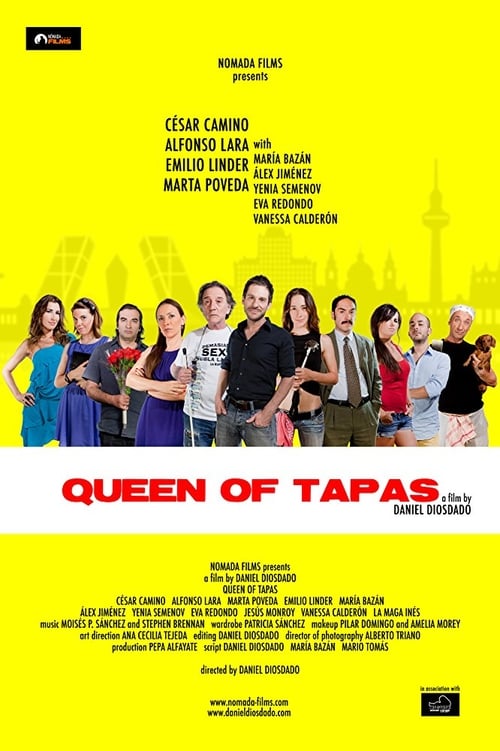 NÓMADA
FILMS
NOMADA FILMS
presents
CÉSAR CAMINO
ALFONSO LARA with
EMILIO LINDER MARÍA BAZÁN
MARTA POVEDA ÁLEX JIMÉNEZ
YENIA SEMENOV
EVA REDONDO
VANESSA CALDERÓN
DEMASIADO
SEXO
QUEEN OF TAPAS a film by
DANIEL DIOSDADO
NOMADA FILMS presents
a film by DANIEL DIOSDADO
QUEEN OF TAPAS
CÉSAR CAMINO ALFONSO LARA MARTA POVEDA EMILIO LINDER MARÍA BAZÁN
ÁLEX JIMÉNEZ YENIA SEMENOV EVA REDONDO JESÚS MONROY VANESSA CALDERÓN LA MAGA INÉS
music MOISÉS P. SÁNCHEZ and STEPHEN BRENNAN wardrobe PATRICIA SÁNCHEZ makeup PILAR DOMINGO and AMELIA MOREY
art direction ANA CECILIA TEJEDA editing DANIEL DIOSDADO director of photography ALBERTO TRIANO
production PEPA ALFAYATE script DANIEL DIOSDADO MARÍA BAZÁN MARIO TOMÁS
directed by DANIEL DIOSDADO
in association with
www.nomada-films.com
www.danieldiosdado.com